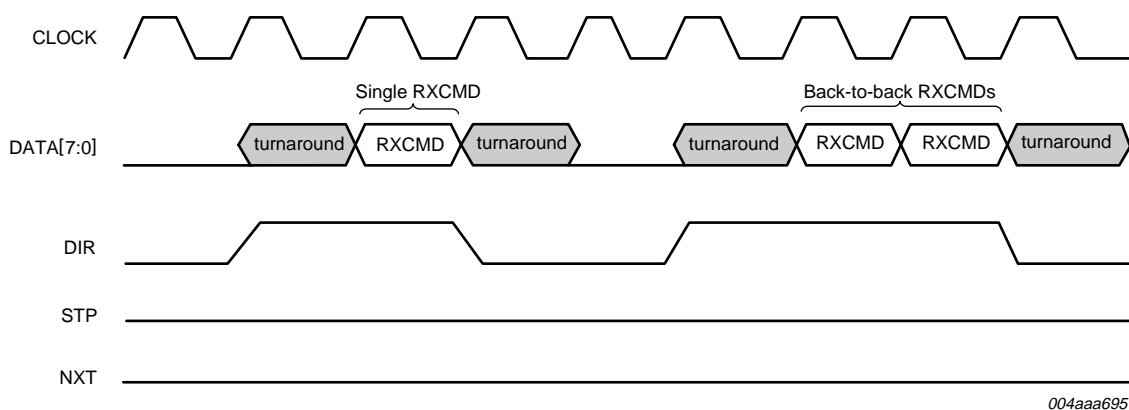 CLOCK
Single RXCMD
Back-to-back RXCMDs
DATA[7:0]
turnaround
RXCMD
turnaround
turnaround
RXCMD
RXCMD
turnaround
DIR
STP
NXT
004aaa695